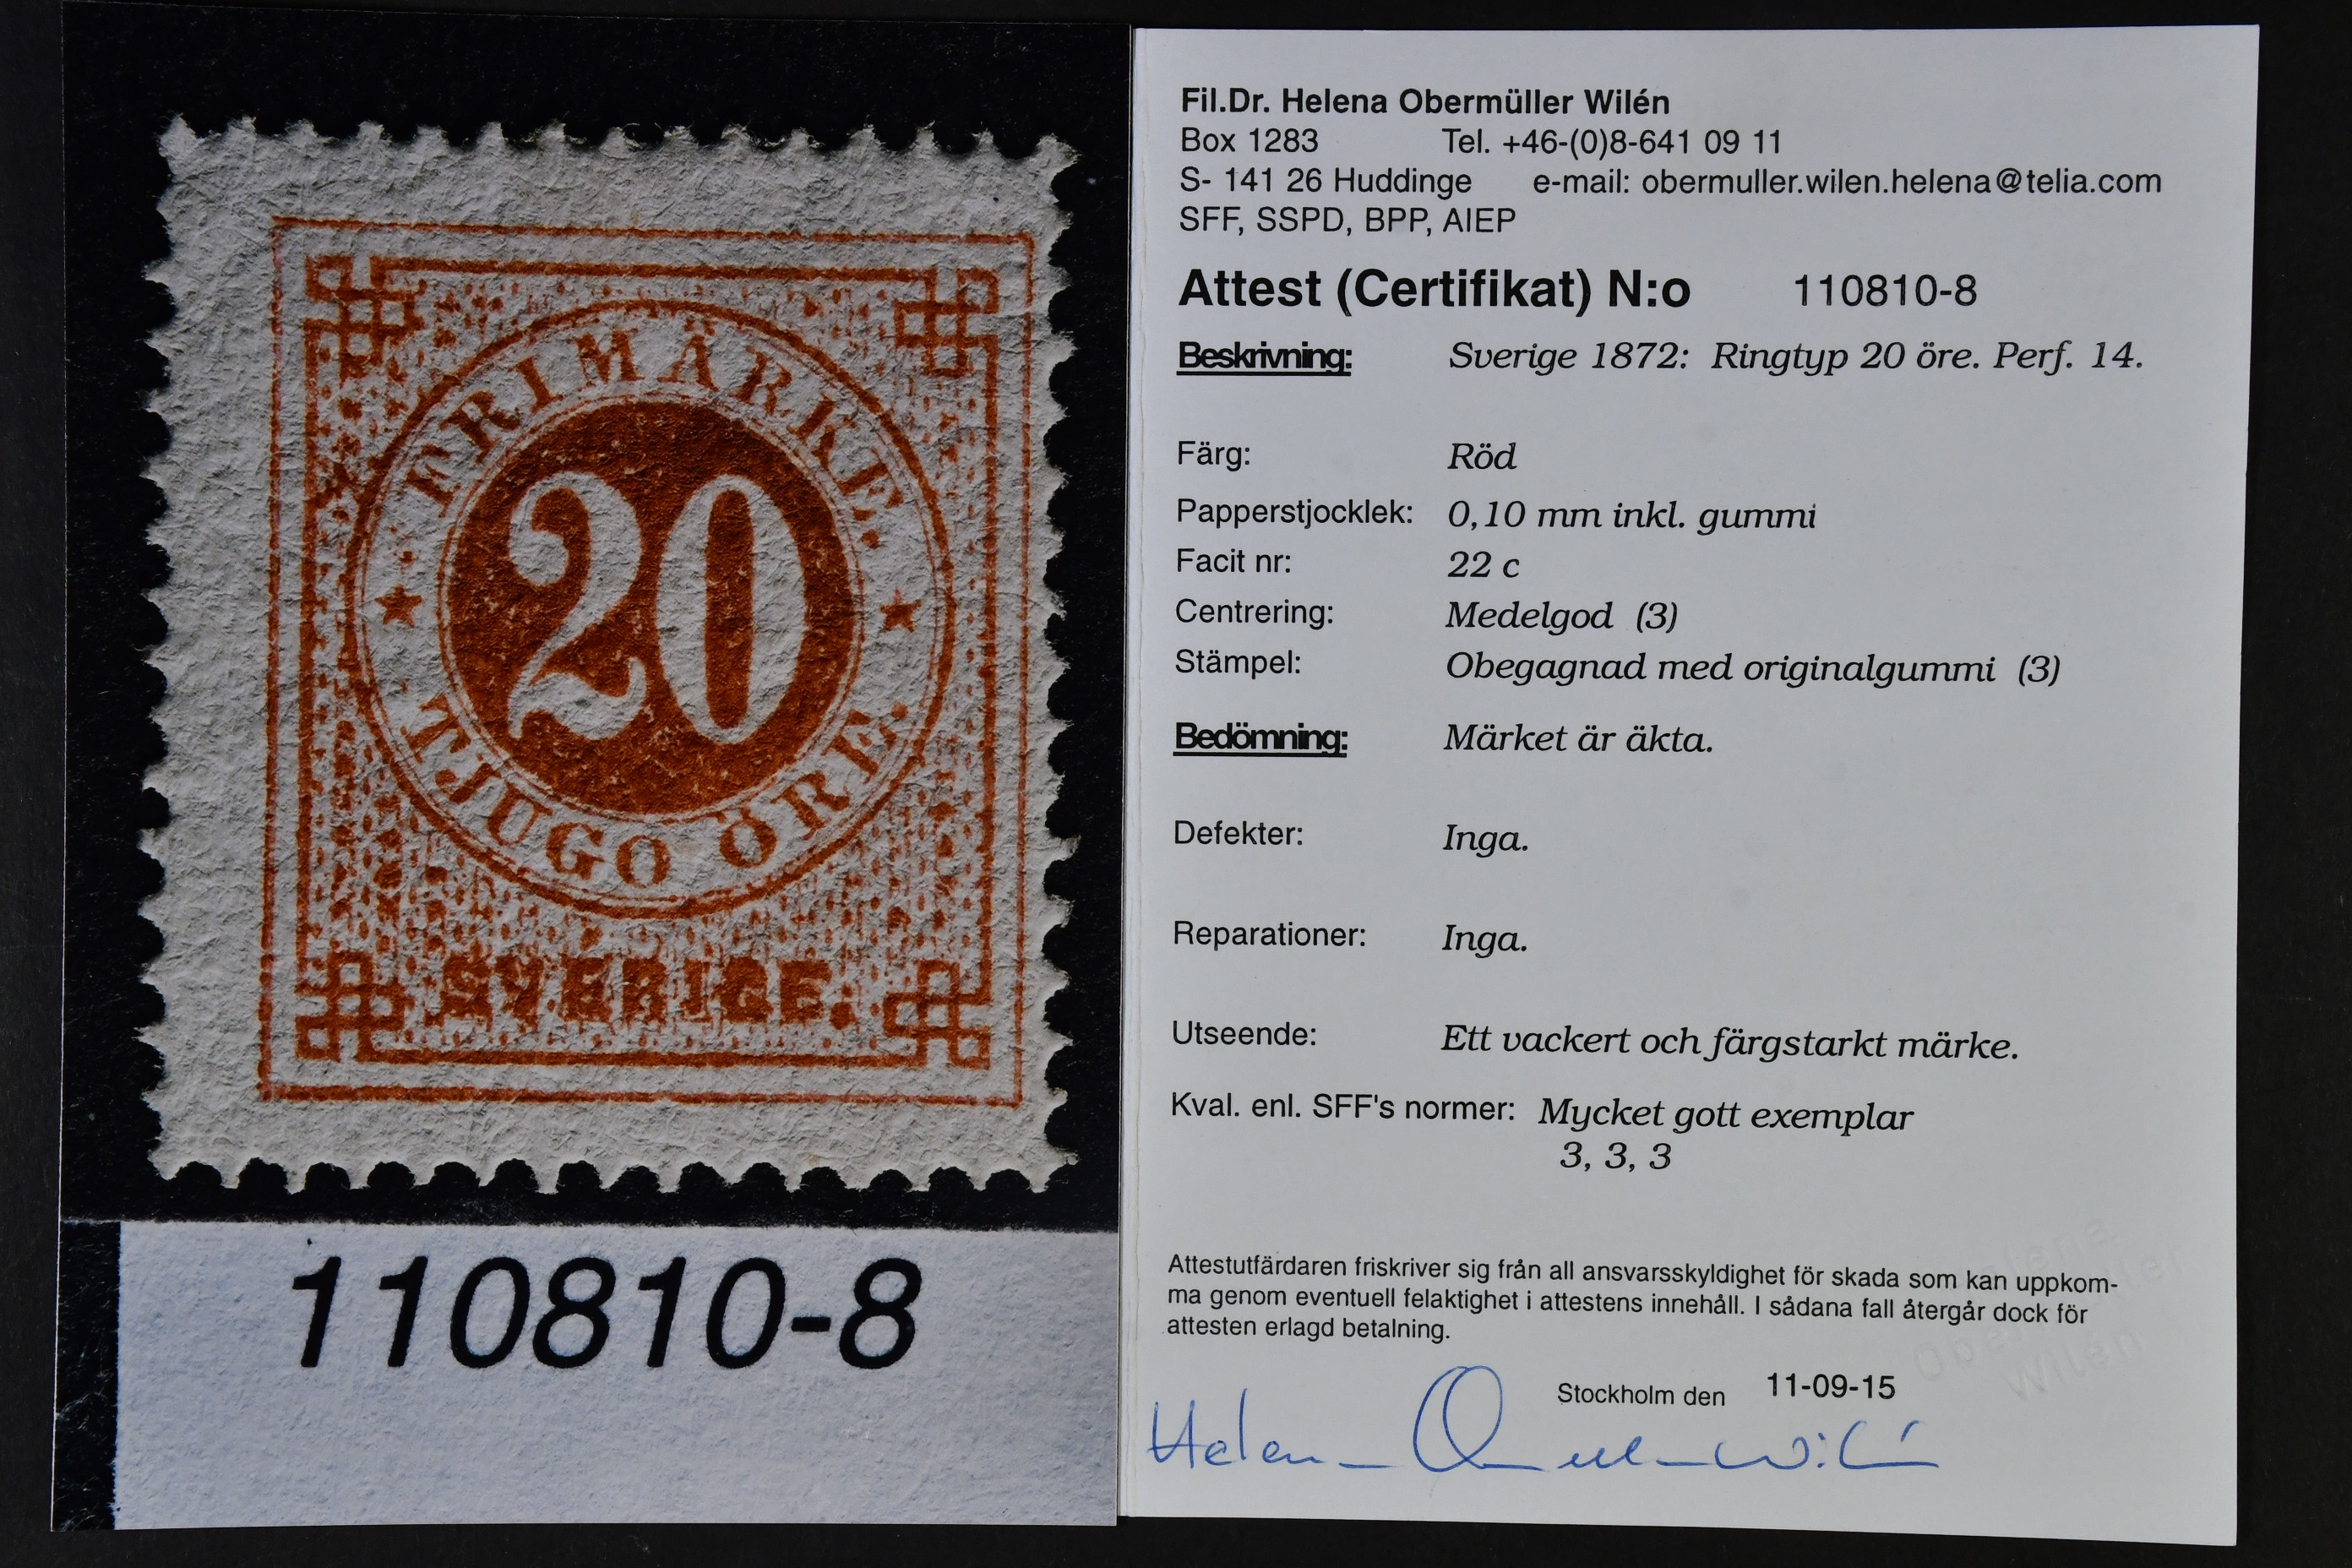 FRIMÄRKE.
20
TJUGO ÖRE.
SVERIGE.
110810-8
Fil.Dr. Helena Obermüller Wilén
Box 1283 Tel. +46-(0)8-641 09 11
S- 141 26 Huddinge e-mail: obermuller.wilen.helena@telia.com
SFF, SSPD, BPP, AIEP
Attest (Certifikat) N:o 110810-8
Beskrivning: Sverige 1872: Ringtyp 20 öre. Perf. 14.
Färg: Röd
Papperstjocklek: 0,10 mm inkl. gummi
Facit nr: 22 c
Centrering: Medelgod (3)
Stämpel: Obegagnad med originalgummi (3)
Bedömning: Märket är äkta.
Defekter: Inga.
Reparationer: Inga.
Utseende: Ett vackert och färgstarkt märke.
Kval. enl. SFF's normer: Mycket gott exemplar
3, 3, 3
Attestutfärdaren friskriver sig från all ansvarsskyldighet för skada som kan uppkom-
ma genom eventuell felaktighet i attestens innehåll. I sådana fall återgår dock för
attesten erlagd betalning.
Stockholm den 11-09-15
Wilén